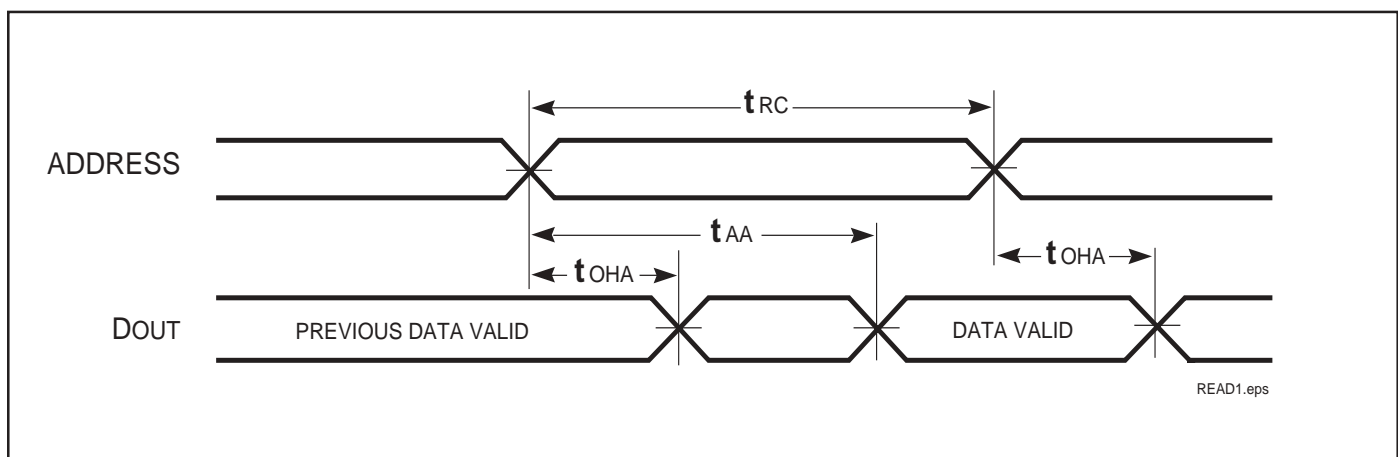 tRC
ADDRESS
tAA
tOHA
tOHA
DOUT
PREVIOUS DATA VALID
DATA VALID
READ1.eps